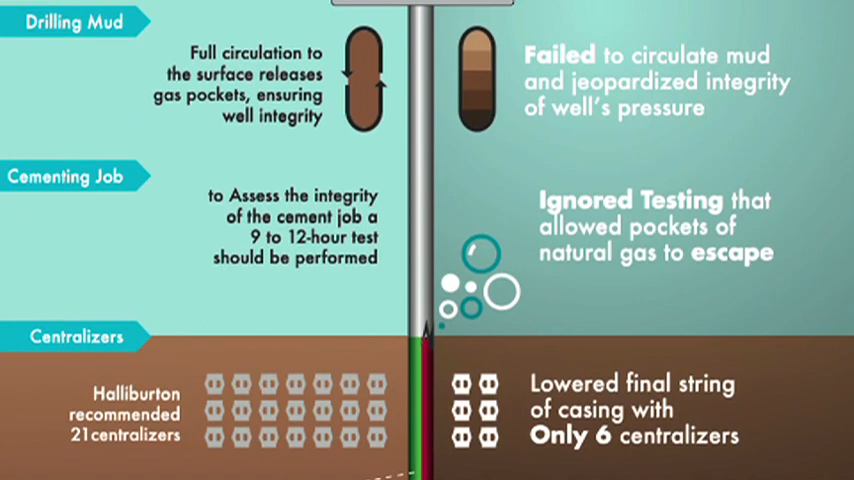 Drilling Mud
Full circulation to
the surface releases
gas pockets, ensuring
well integrity
Failed to circulate mud
and jeopardized integrity
of well's pressure
Cementing Job
to Assess the integrity
of the cement job a
9 to 12-hour test
should be performed
Ignored Testing that
allowed pockets of
natural gas to escape
Centralizers
Halliburton
recommended
21centralizers
Lowered final string
of casing with
Only 6 centralizers